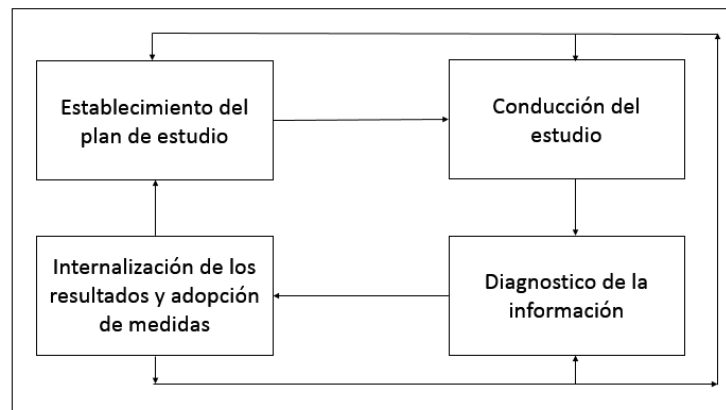 Establecimiento del
plan de estudio
Conducción del
estudio
Internalización de los
resultados y adopción
de medidas
Diagnostico de la
información